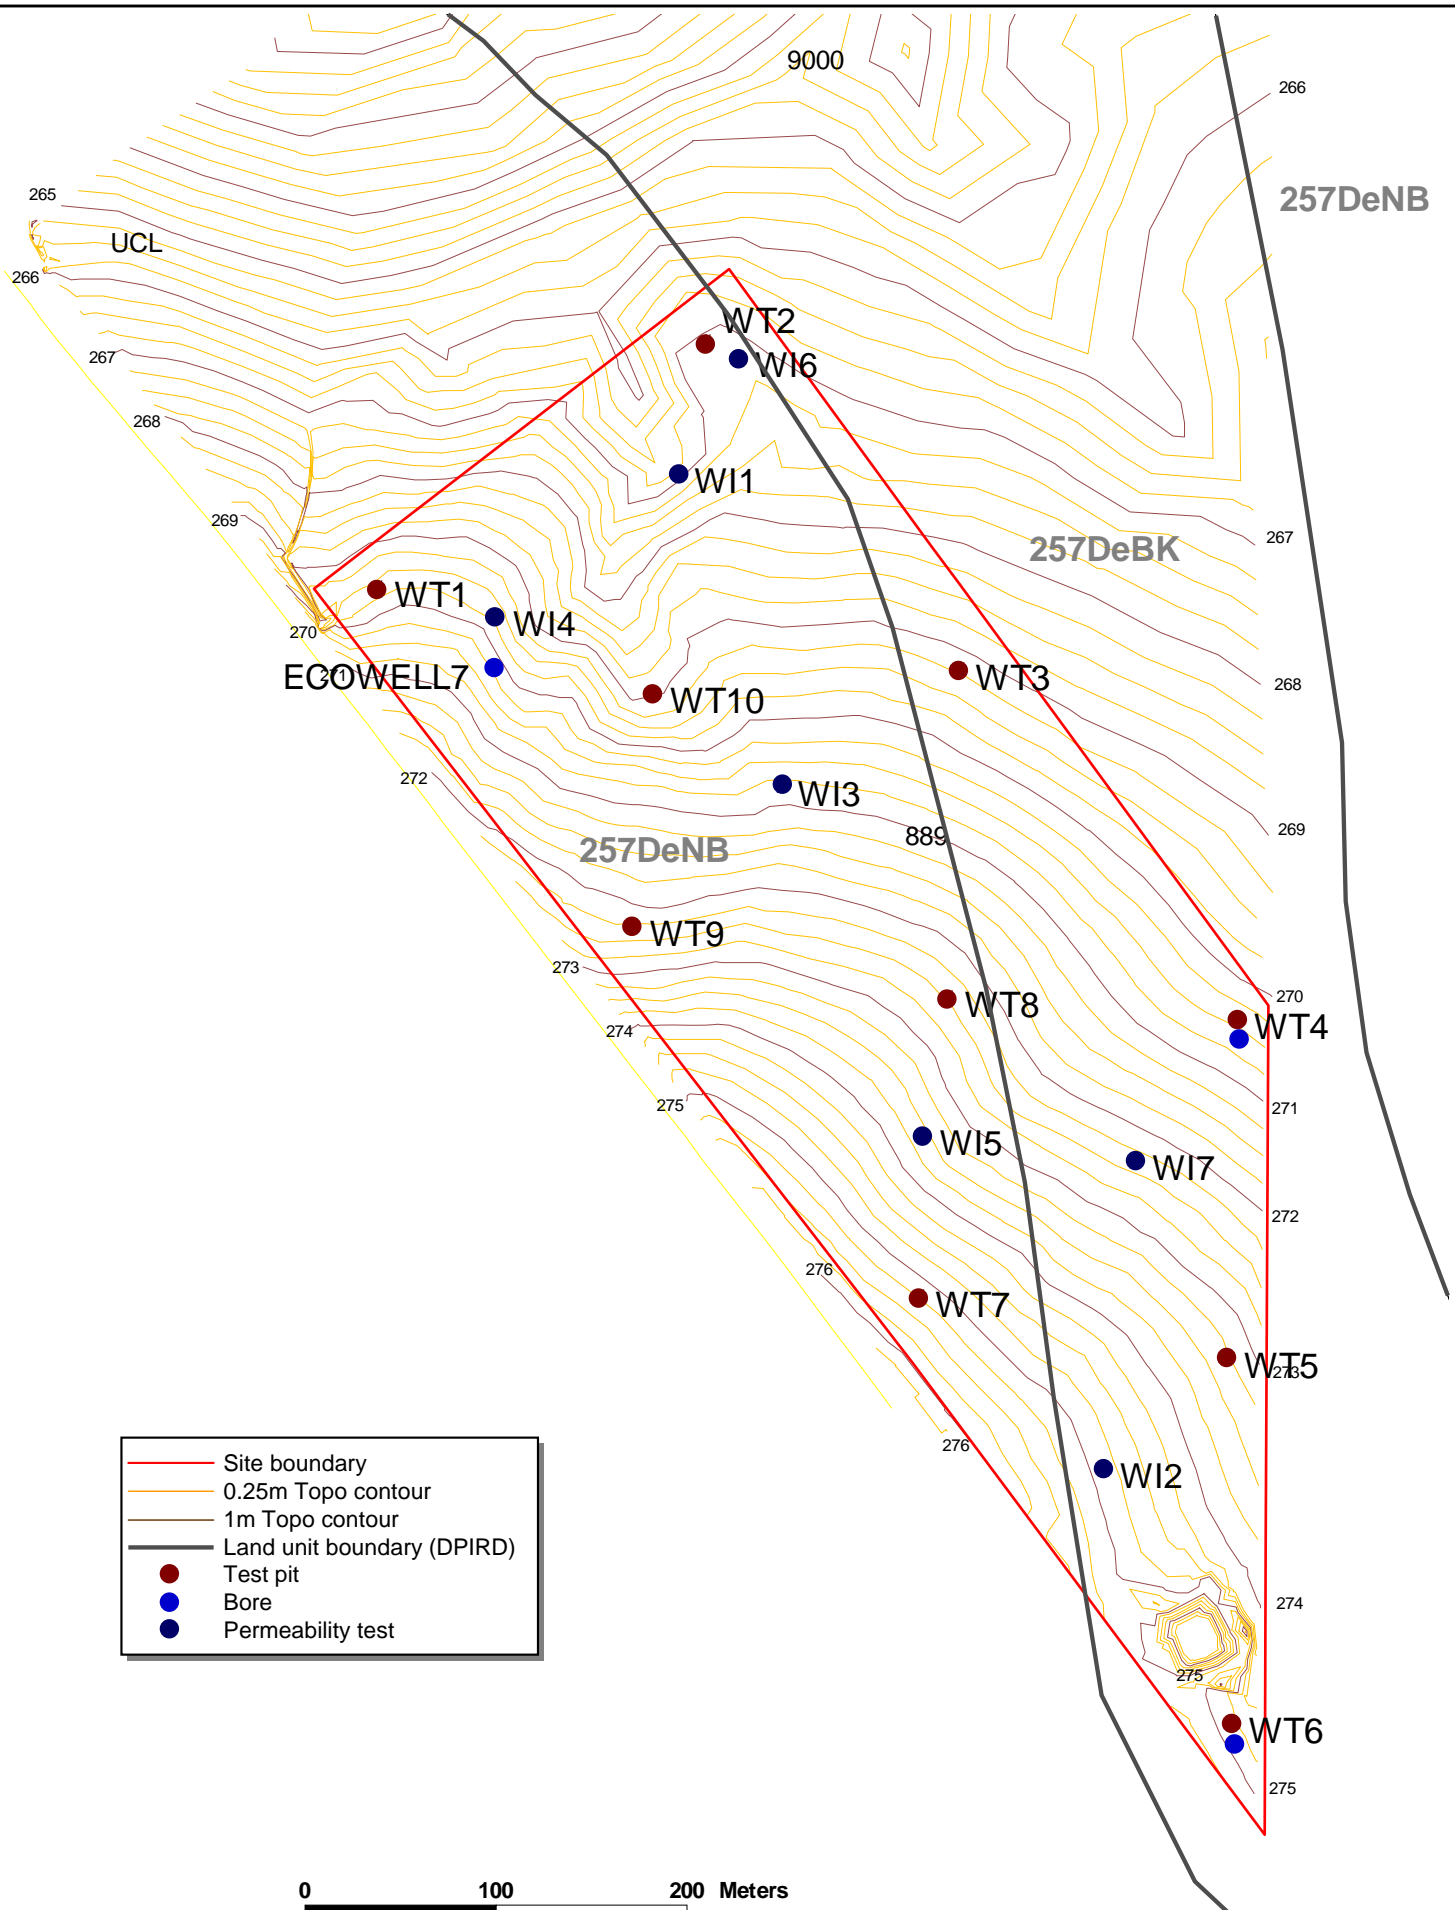 9000
266
257DeNB
265
UCL
266
WT2
267
WI6
268
WI1
269
267
257DeBK
WT1
WI4
270
ECOWELL7
271
WT3
268
WT10
272
WI3
889
269
257DeNB
WT9
273
270
WT8
WT4
274
275
271
WI5
WI7
272
276
WT7
WT5
273
276
WI2
Site boundary
0.25m Topo contour
1m Topo contour
Land unit boundary (DPIRD)
Test pit
Bore
Permeability test
274
275
WT6
275
0 100 200 Meters